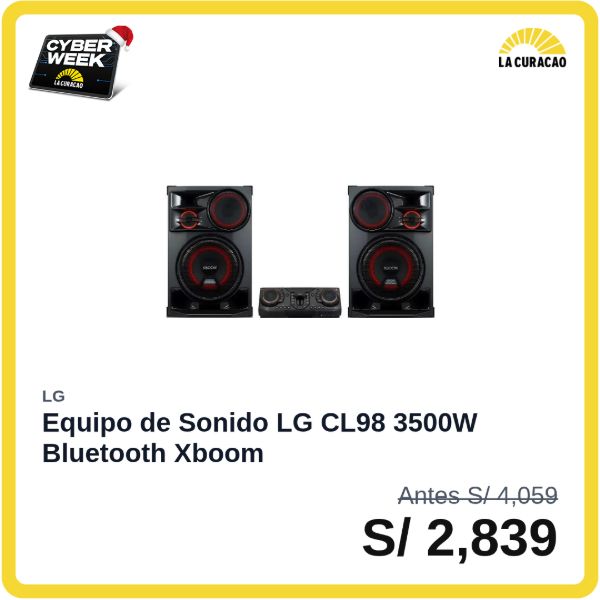 CYBER
WEEK
LA CURACAO
LA CURACAO
XBOOM
LG
Equipo de Sonido LG CL98 3500W
Bluetooth Xboom
Antes S/ 4,059
S/ 2,839